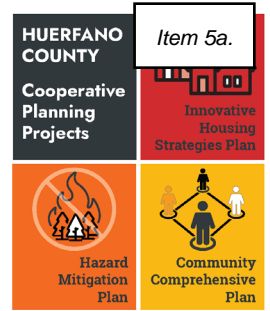 HUERFANO
COUNTY
Cooperative
Planning
Projects
Item 5a.
Innovative
Housing
Strategies Plan
Hazard
Mitigation
Plan
Community
Comprehensive
Plan